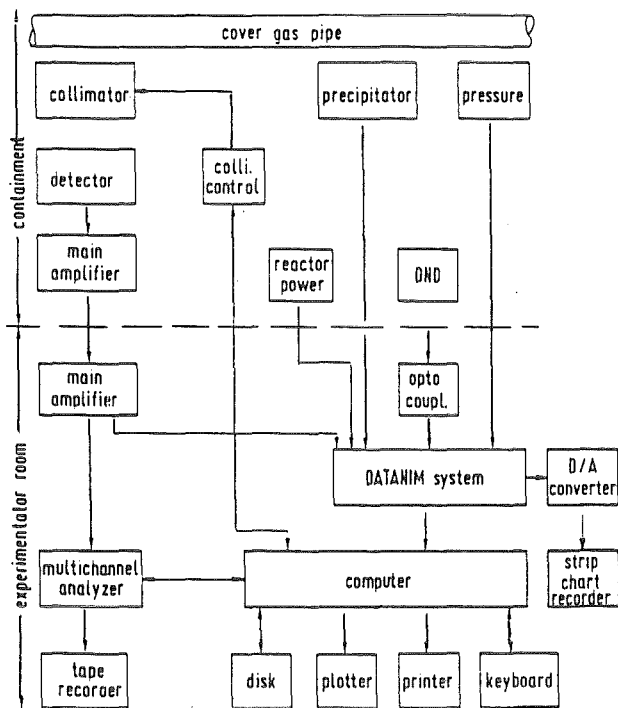 cover gas pipe
collimator
precipitator
pressure
containment
detector
colli.
control
main
amplifier
reactor
power
DND
main
amplifier
opto
coupl.
experimentator room
DATANIM system
D/A
converter
multichannel
analyzer
computer
strip
chart
recorder
tape
recorder
disk
plotter
printer
keyboard